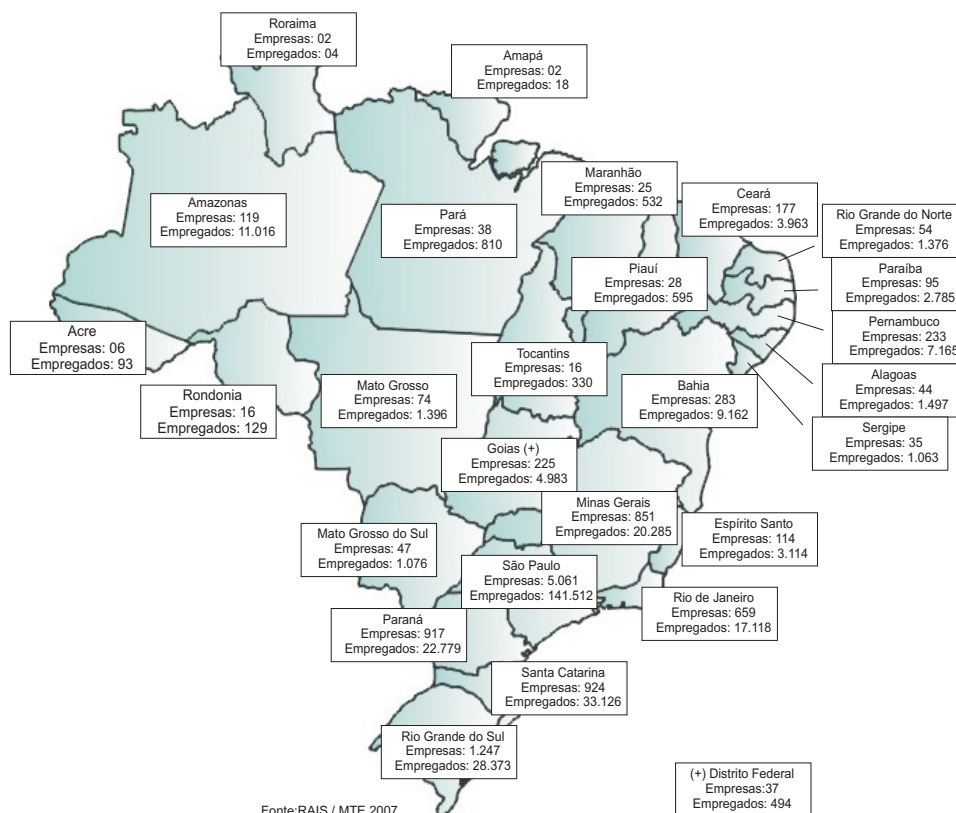 Roraima
Empresas: 02
Empregados: 04
Amapá
Empresas: 02
Empregados: 18
Maranhão
Empresas: 25
Empregados: 532
Ceará
Empresas: 177
Empregados: 3.963
Rio Grande do Norte
Empresas: 54
Empregados: 1.376
Amazonas
Empresas: 119
Empregados: 11.016
Pará
Empresas: 38
Empregados: 810
Piauí
Empresas: 28
Empregados: 595
Paraíba
Empresas: 95
Empregados: 2.785
Pernambuco
Empresas: 233
Empregados: 7.165
Acre
Empresas: 06
Empregados: 93
Tocantins
Empresas: 16
Empregados: 330
Alagoas
Empresas: 44
Empregados: 1.497
Rondonia
Empresas: 16
Empregados: 129
Mato Grosso
Empresas: 74
Empregados: 1.396
Bahia
Empresas: 283
Empregados: 9.162
Sergipe
Empresas: 35
Empregados: 1.063
Goias (+)
Empresas: 225
Empregados: 4.983
Minas Gerais
Empresas: 851
Empregados: 20.285
Espírito Santo
Empresas: 114
Empregados: 3.114
Mato Grosso do Sul
Empresas: 47
Empregados: 1.076
São Paulo
Empresas: 5.061
Empregados: 141.512
Rio de Janeiro
Empresas: 659
Empregados: 17.118
Paraná
Empresas: 917
Empregados: 22.779
Santa Catarina
Empresas: 924
Empregados: 33.126
Rio Grande do Sul
Empresas: 1.247
Empregados: 28.373
(+) Distrito Federal
Empresas:37
Empregados: 494
Fonte:RAIS / MTE 2007